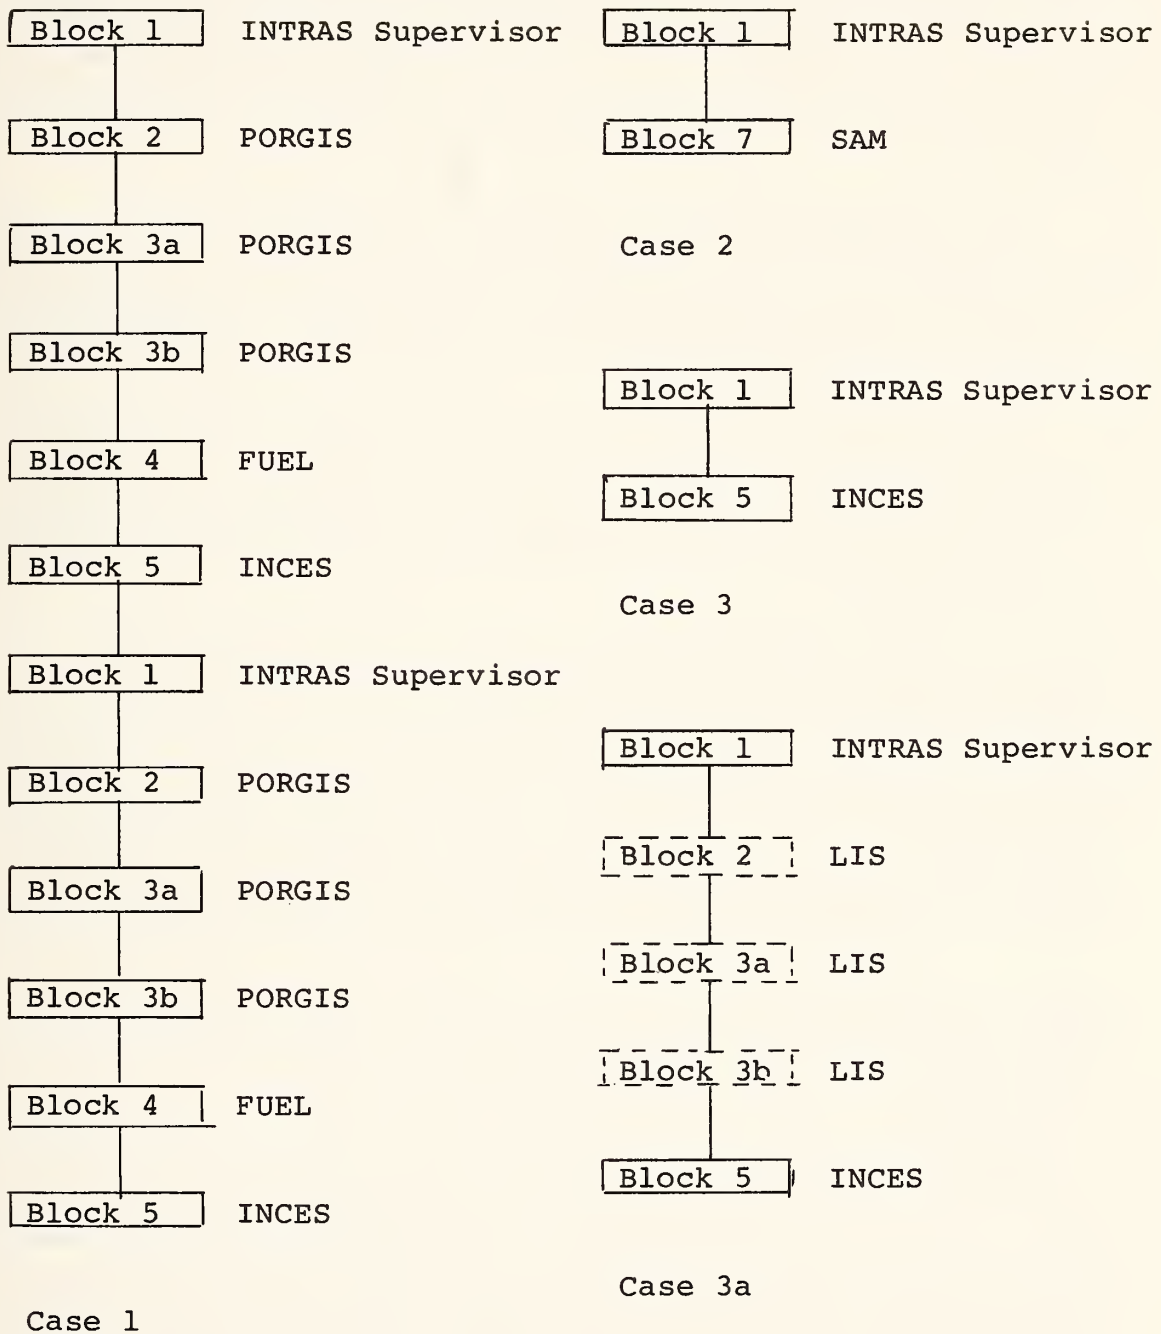 Block 1 INTRAS Supervisor
Block 2 PORGIS
Block 3a PORGIS
Block 3b PORGIS
Block 4 FUEL
Block 5 INCES
Block 1 INTRAS Supervisor
Block 2 PORGIS
Block 3a PORGIS
Block 3b PORGIS
Block 4 FUEL
Block 5 INCES
Case 1
Block 1 INTRAS Supervisor
Block 7 SAM
Case 2
Block 1 INTRAS Supervisor
Block 5 INCES
Case 3
Block 1 INTRAS Supervisor
Block 2 LIS
Block 3a LIS
Block 3b LIS
Block 5 INCES
Case 3a